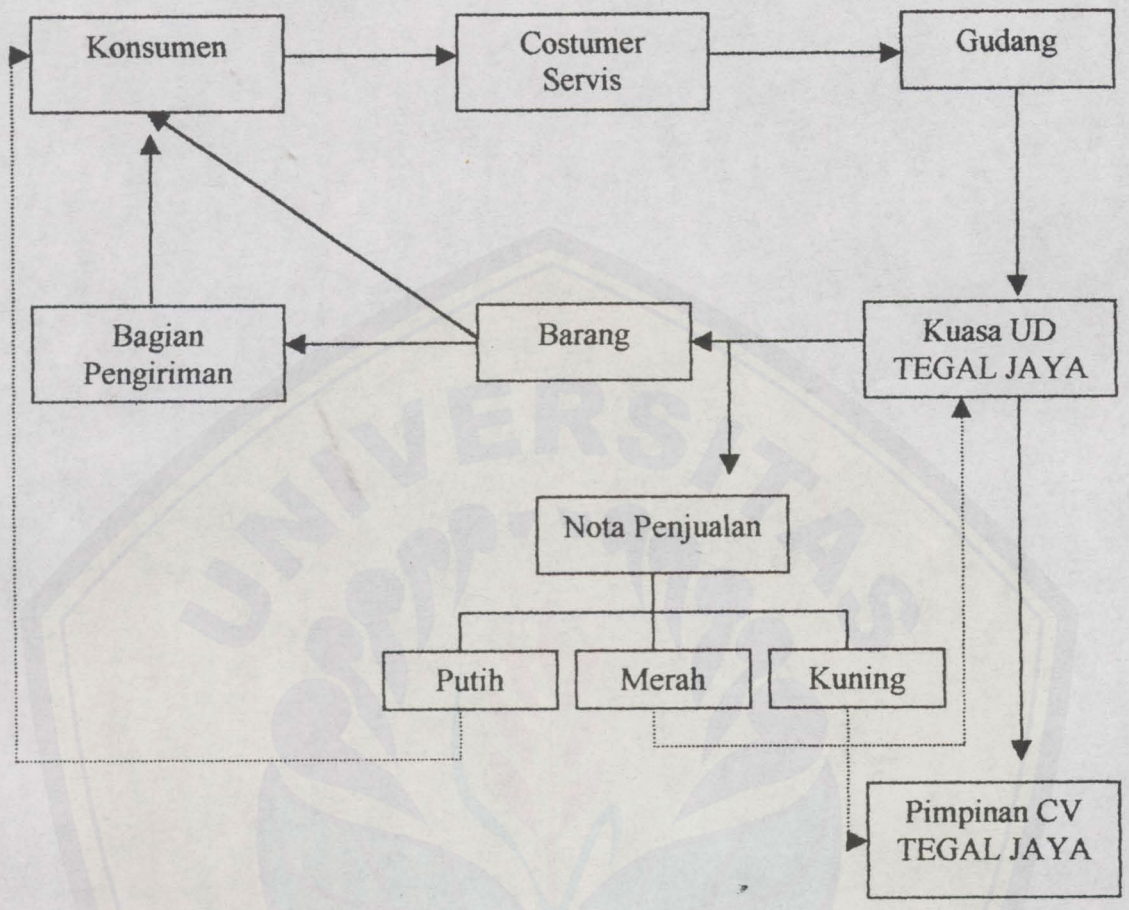 Konsumen
Costumer
Servis
Gudang
Bagian
Pengiriman
Barang
Kuasa UD
TEGAL JAYA
Nota Penjualan
Putih
Merah
Kuning
Pimpinan CV
TEGAL JAYA
UNIVERSITAS